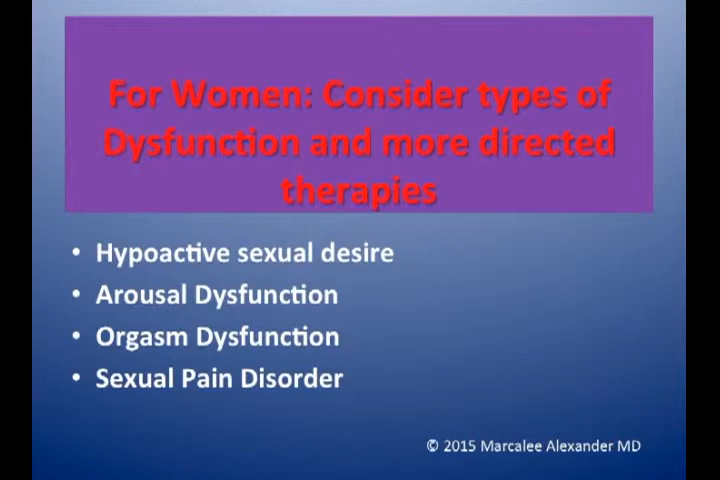 For Women: Consider types of
Dysfunction and more directed
therapies
• Hypoactive sexual desire
• Arousal Dysfunction
• Orgasm Dysfunction
• Sexual Pain Disorder
© 2015 Marcalee Alexander MD